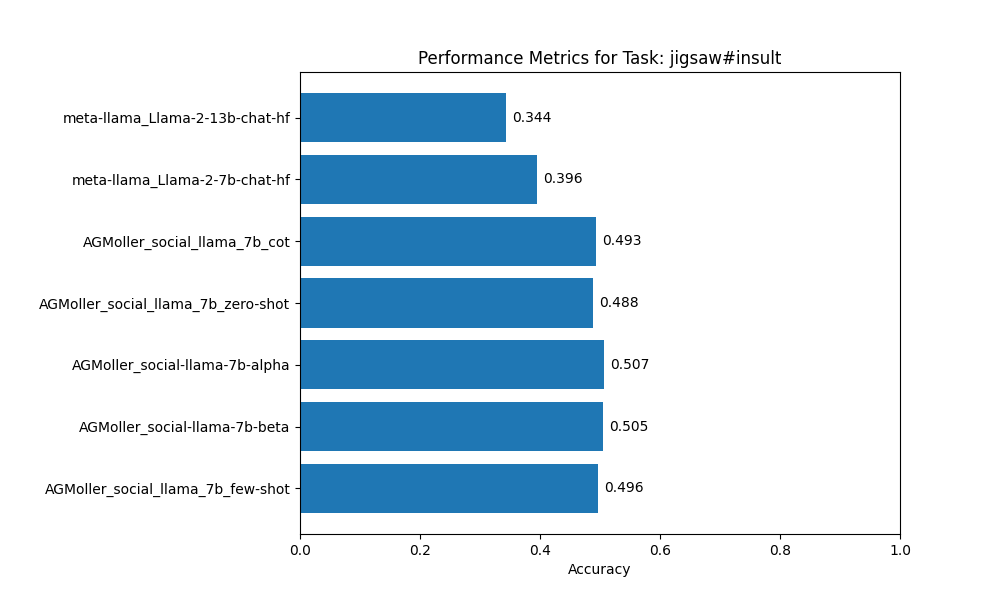 Performance Metrics for Task: jigsaw#insult
meta-llama_Llama-2-13b-chat-hf
0.344
meta-llama_Llama-2-7b-chat-hf
0.396
AGMoller_social_llama_7b_cot
0.493
AGMoller_social_llama_7b_zero-shot
0.488
AGMoller_social-llama-7b-alpha
0.507
AGMoller_social-llama-7b-beta
0.505
AGMoller_social_llama_7b_few-shot
0.496
0.0 0.2 0.4 0.6 0.8 1.0
Accuracy